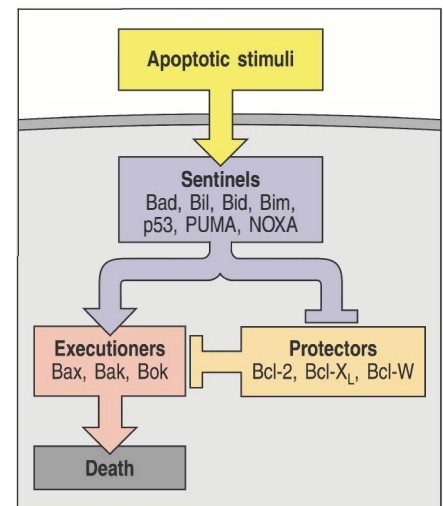 Apoptotic stimuli
Sentinels
Bad, Bil, Bid, Bim,
p53, PUMA, NOXA
Executioners
Bax, Bak, Bok
Protectors
Bcl-2, Bcl-X_L, Bcl-W
Death